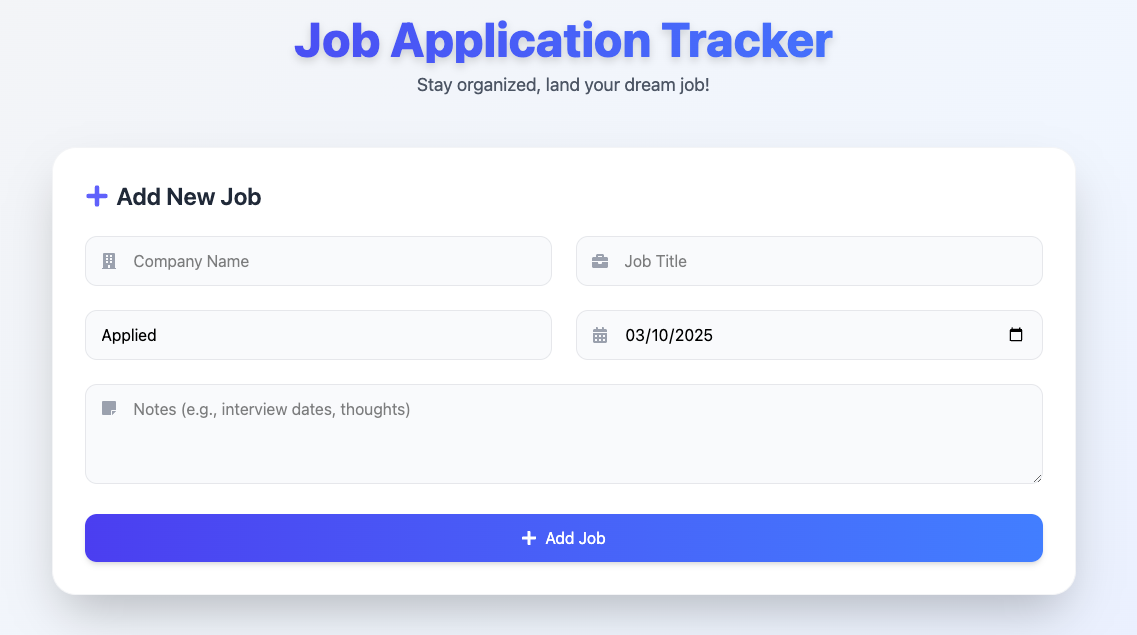 Job Application Tracker
Stay organized, land your dream job!
Add New Job
Company Name
Job Title
Applied
03/10/2025
Notes (e.g., interview dates, thoughts)
Add Job